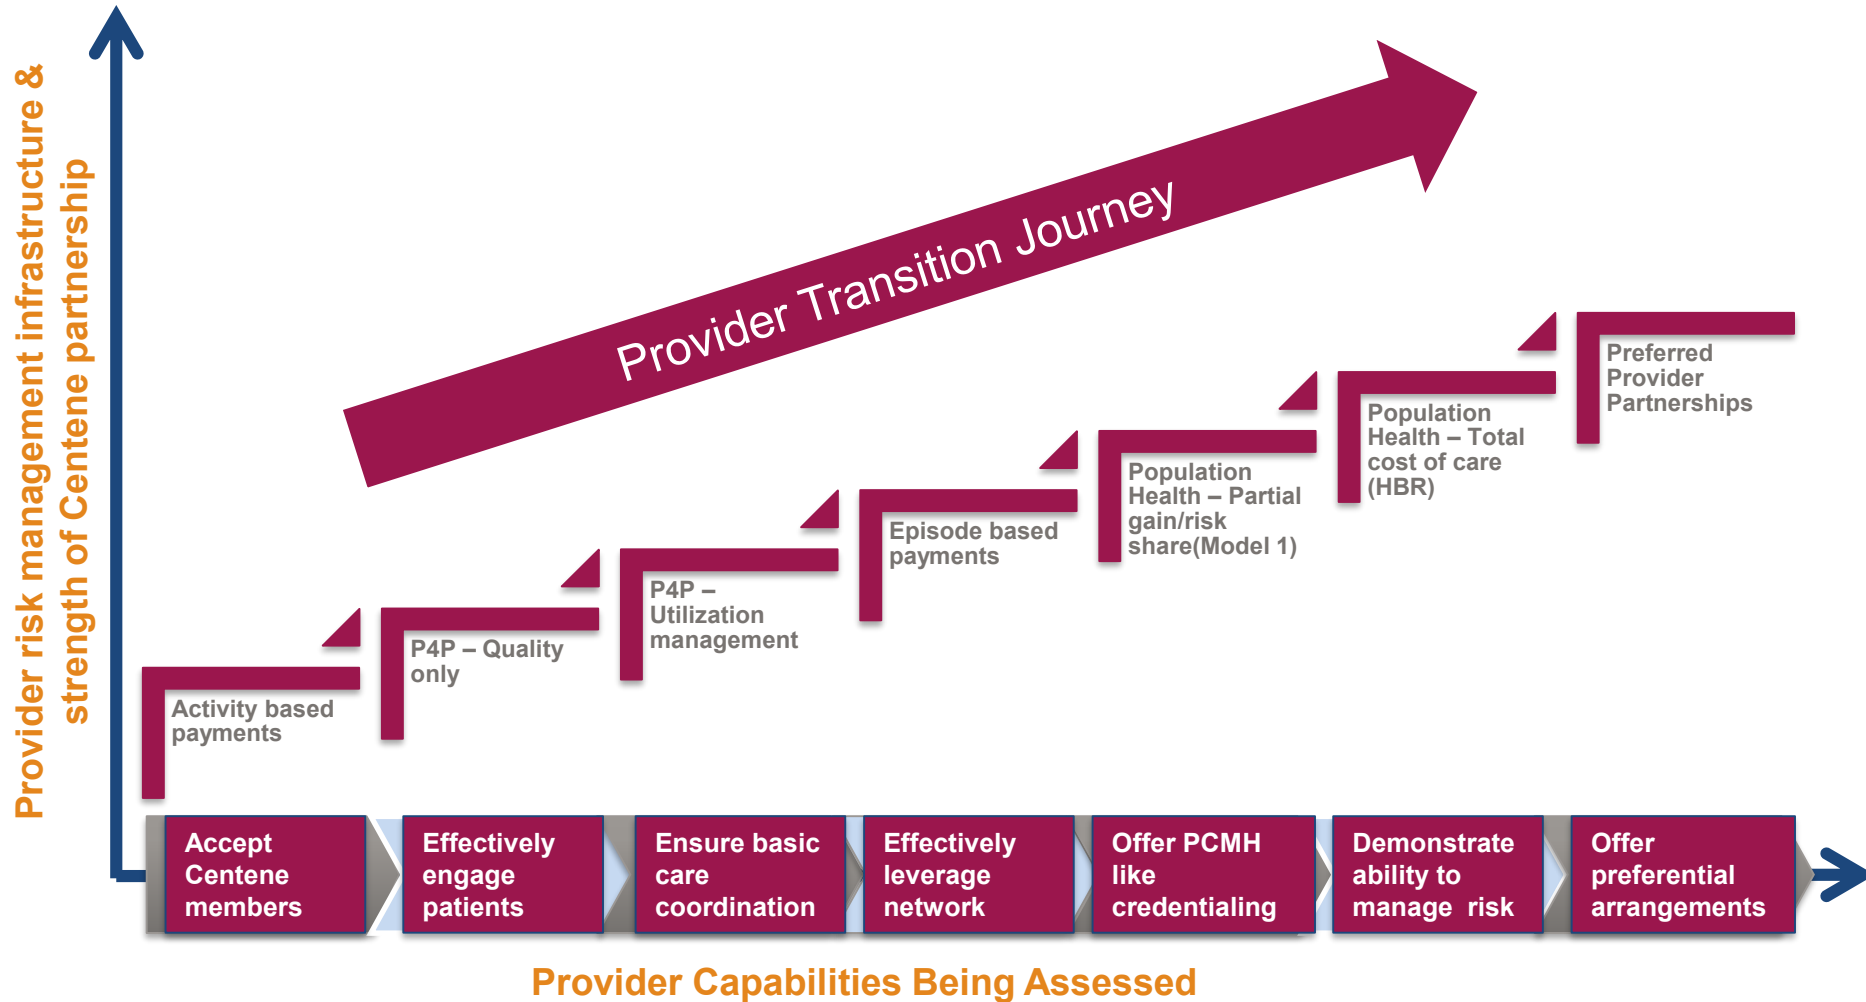 Provider risk management infrastructure &
strength of Centene partnership
Provider Transition Journey
Activity based
payments
P4P – Quality
only
P4P –
Utilization
management
Episode based
payments
Population
Health – Partial
gain/risk
share(Model 1)
Population
Health – Total
cost of care
(HBR)
Preferred
Provider
Partnerships
Accept
Centene
members
Effectively
engage
patients
Ensure basic
care
coordination
Effectively
leverage
network
Offer PCMH
like
credentialing
Demonstrate
ability to
manage  risk
Offer
preferential
arrangements
Provider Capabilities Being Assessed